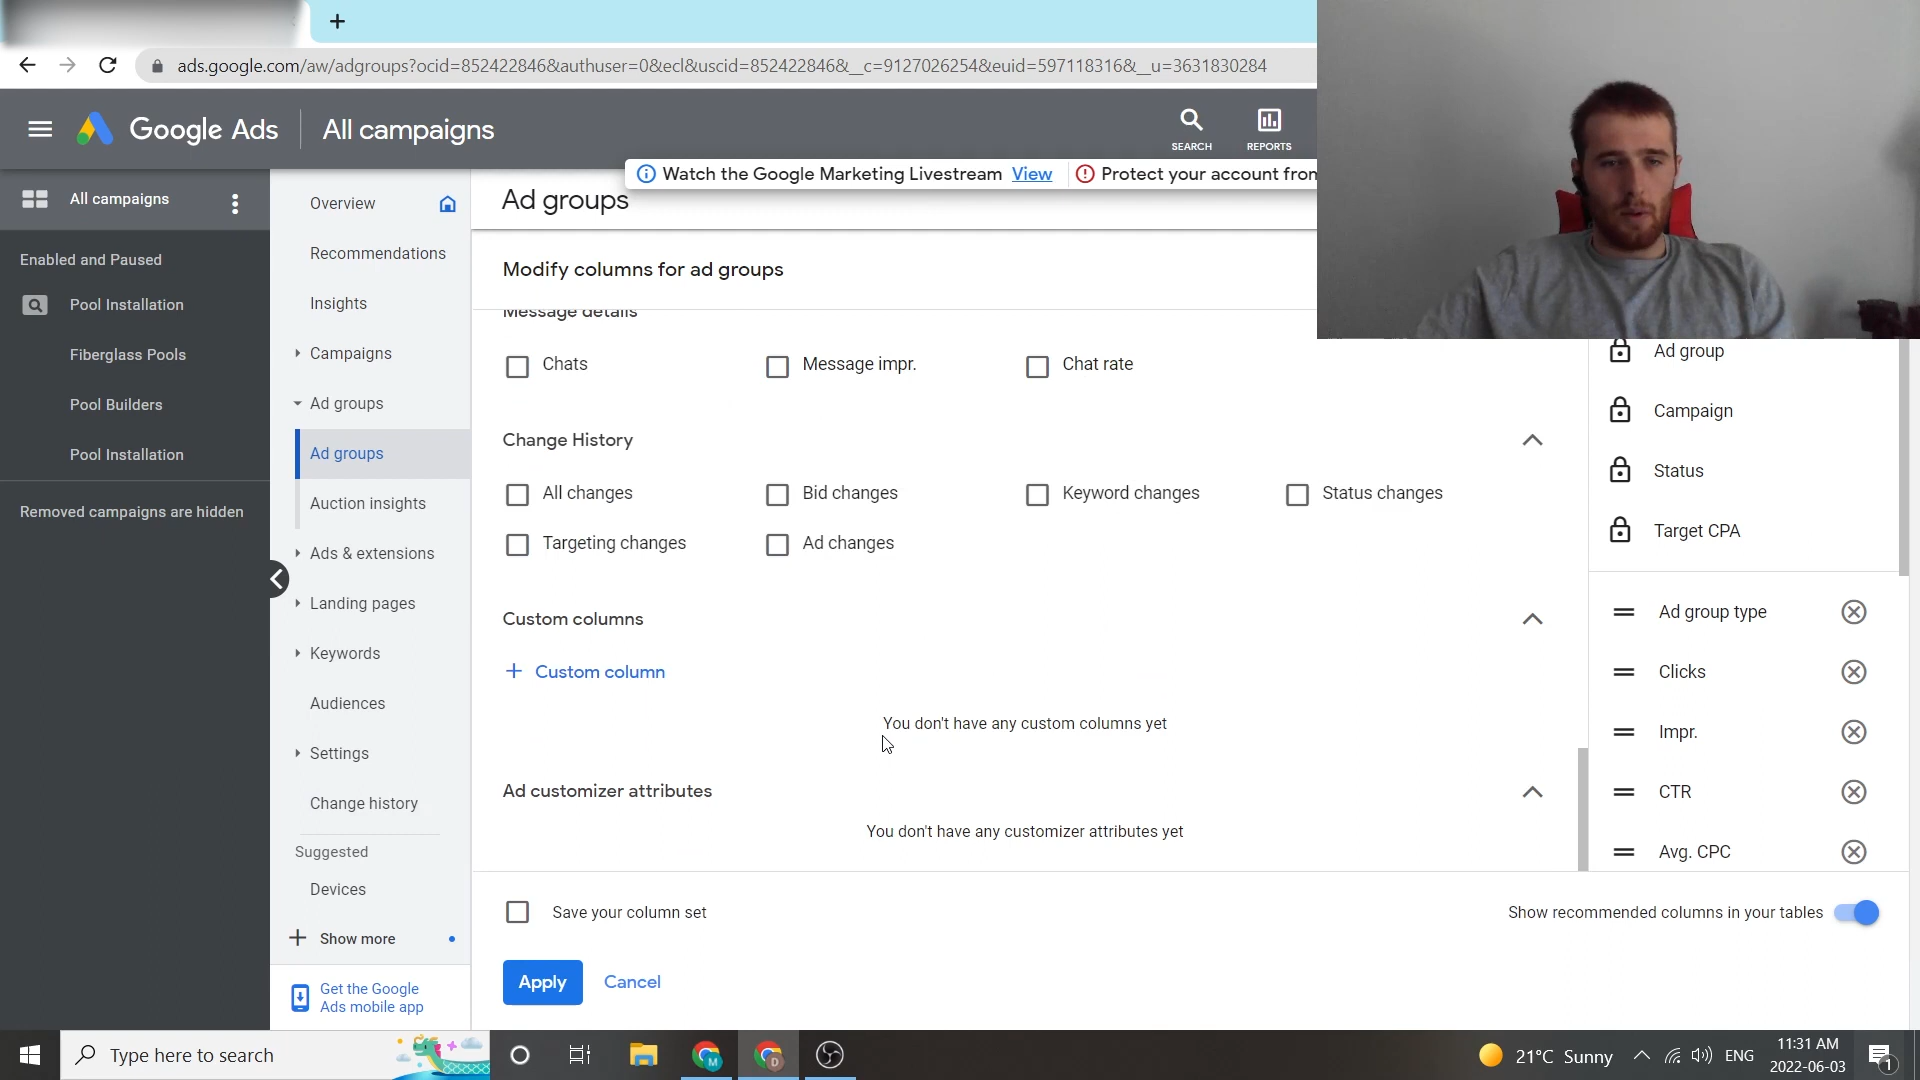 ads.google.com/aw/adgroups?ocid=852422846&authuser=0&ecl&uscid=852422846&__c=9127026254&euid=597118316&__u=3631830284
Google Ads
All campaigns
SEARCH
REPORTS
Watch the Google Marketing Livestream View
Protect your account from
All campaigns
Enabled and Paused
Pool Installation
Fiberglass Pools
Pool Builders
Pool Installation
Removed campaigns are hidden
Overview
Recommendations
Insights
Campaigns
Ad groups
Ad groups
Auction insights
Ads & extensions
Landing pages
Keywords
Audiences
Settings
Change history
Suggested
Devices
Show more
Get the Google
Ads mobile app
Ad groups
Modify columns for ad groups
Message details
Chats
Message impr.
Chat rate
Change History
All changes
Bid changes
Keyword changes
Status changes
Targeting changes
Ad changes
Custom columns
+ Custom column
You don't have any custom columns yet
Ad customizer attributes
You don't have any customizer attributes yet
Save your column set
Show recommended columns in your tables
Apply
Cancel
Ad group
Campaign
Status
Target CPA
Ad group type
Clicks
Impr.
CTR
Avg. CPC
Type here to search
M
D
21°C Sunny
ENG
11:31 AM
2022-06-03
1